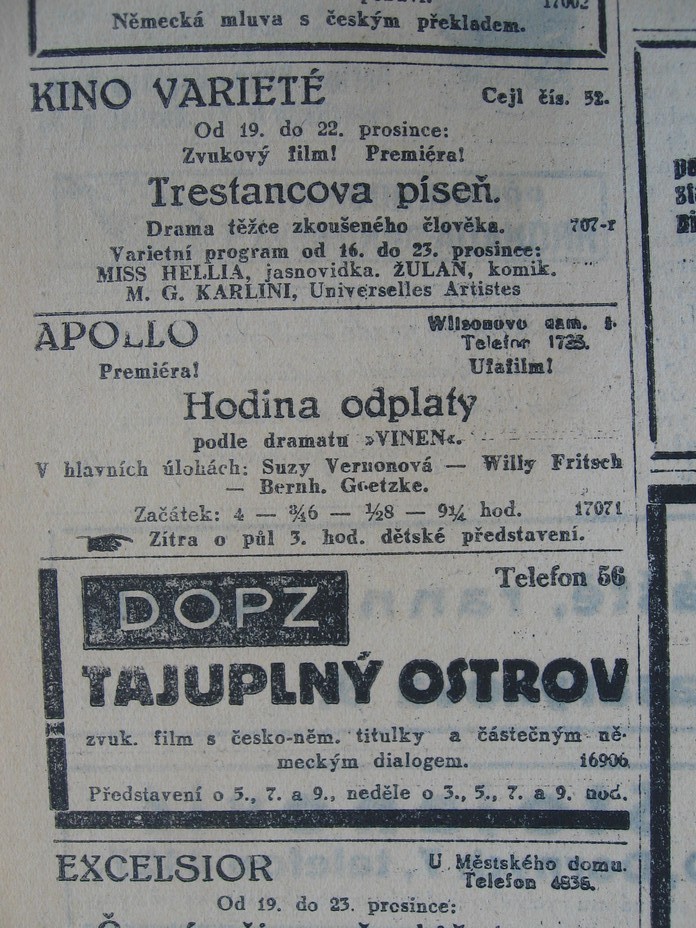 17002
Německá mluva s českým překladem.
KINO VARIETÉ
Cejl čís. 52.
Od 19. do 22. prosince:
Zvukový film! Premiéra!
Trestancova píseň.
Drama těžce zkoušeného člověka. 707-r
Varietní program od 16. do 23. prosince:
MISS HELLIA, jasnovidka. ŽULAN, komik.
M. G. KARLINI, Universelles Artistes
APOLLO
Wilsonovo nam.
Telefon 1725.
Premiéra! Ufafilm!
Hodina odplaty
podle dramatu »VINEN«.
V hlavních úlohách: Suzy Vernonová — Willy Fritsch
— Bernh. Goetzke.
Začátek: 4 — ¾6 — ½8 — 9¼ hod. 17071
Zítra o půl 3. hod. dětské představení.
DOPZ
Telefon 56
TAJUPLNÝ OSTROV
zvuk. film s česko-něm. titulky a částečným ně-
meckým dialogem. 16906
Představení o 5., 7. a 9., neděle o 3., 5., 7. a 9. hod.
EXCELSIOR
U Městského domu.
Telefon 4836.
Od 19. do 23. prosince: